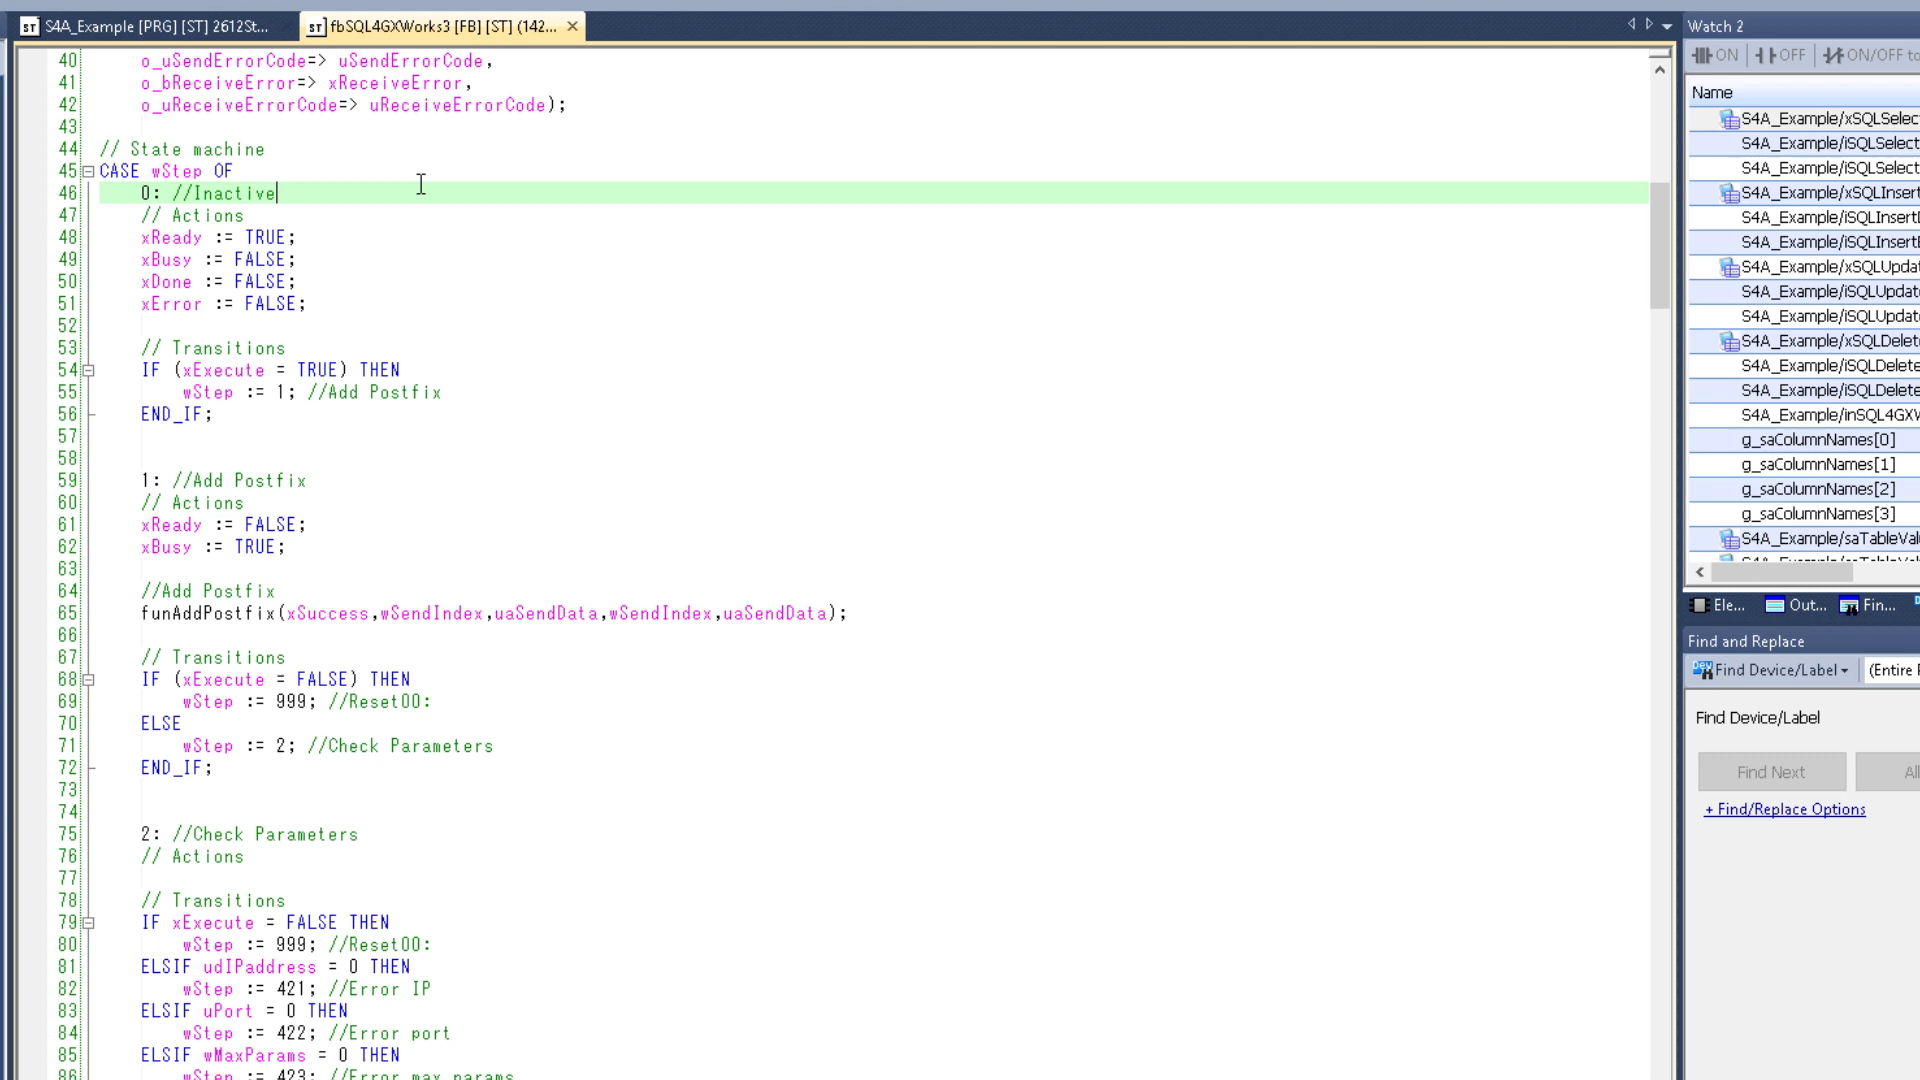 S4A_Example [PRG] [ST] 2612St...
fbSQL4GXWorks3 [FB] [ST] (142...
40 o_uSendErrorCode=> uSendErrorCode,
41 o_bReceiveError=> xReceiveError,
42 o_uReceiveErrorCode=> uReceiveErrorCode);
43
44 // State machine
45 CASE wStep OF
46 0: //Inactive
47 // Actions
48 xReady := TRUE;
49 xBusy := FALSE;
50 xDone := FALSE;
51 xError := FALSE;
52
53 // Transitions
54 IF (xExecute = TRUE) THEN
55 wStep := 1; //Add Postfix
56 END_IF;
57
58
59 1: //Add Postfix
60 // Actions
61 xReady := FALSE;
62 xBusy := TRUE;
63
64 //Add Postfix
65 funAddPostfix(xSuccess,wSendIndex,uaSendData,wSendIndex,uaSendData);
66
67 // Transitions
68 IF (xExecute = FALSE) THEN
69 wStep := 999; //Reset00:
70 ELSE
71 wStep := 2; //Check Parameters
72 END_IF;
73
74
75 2: //Check Parameters
76 // Actions
77
78 // Transitions
79 IF xExecute = FALSE THEN
80 wStep := 999; //Reset00:
81 ELSIF udIPaddress = 0 THEN
82 wStep := 421; //Error IP
83 ELSIF uPort = 0 THEN
84 wStep := 422; //Error port
85 ELSIF wMaxParams = 0 THEN
86 wStep := 423; //Error max params
Watch 2
ON OFF ON/OFF to
Name
S4A_Example/xSQLSelec
S4A_Example/iSQLSelect
S4A_Example/iSQLSelect
S4A_Example/xSQLInser
S4A_Example/iSQLInsert
S4A_Example/iSQLInsert
S4A_Example/xSQLUpda
S4A_Example/iSQLUpdat
S4A_Example/iSQLUpdat
S4A_Example/xSQLDelet
S4A_Example/iSQLDelete
S4A_Example/iSQLDelete
S4A_Example/inSQL4GXW
g_saColumnNames[0]
g_saColumnNames[1]
g_saColumnNames[2]
g_saColumnNames[3]
S4A_Example/saTableVal
Ele... Out... Fin...
Find and Replace
Find Device/Label (Entire P
Find Device/Label
Find Next All
+ Find/Replace Options